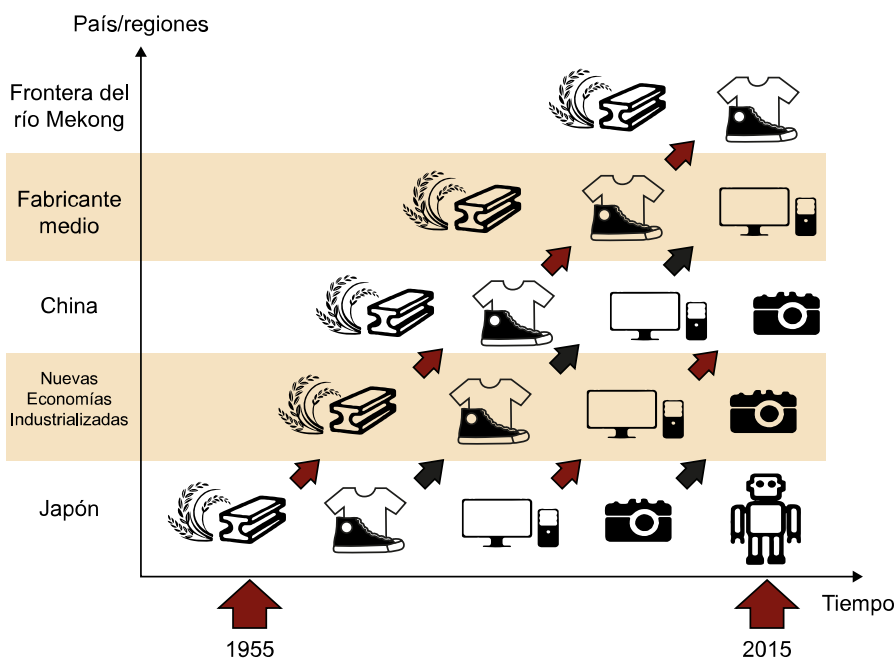 País/regiones
Frontera del
río Mekong
Fabricante
medio
China
Nuevas
Economías
Industrializadas
Japón
Tiempo
1955
2015